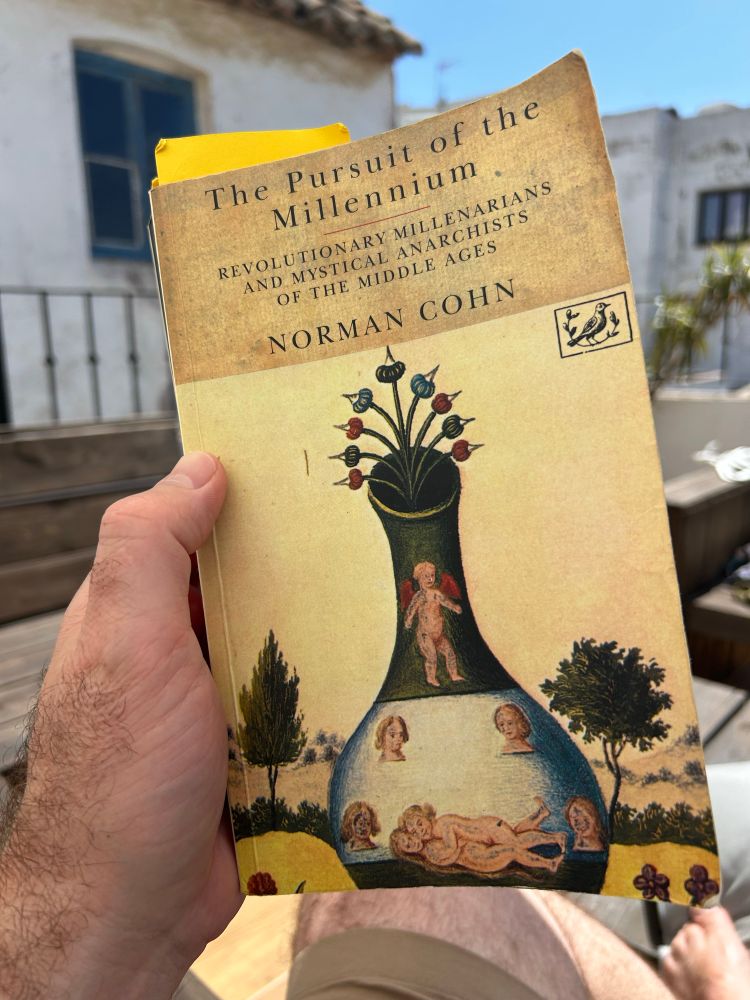 The Pursuit of the
Millennium
REVOLUTIONARY MILLENARIANS
AND MYSTICAL ANARCHISTS
OF THE MIDDLE AGES
NORMAN COHN